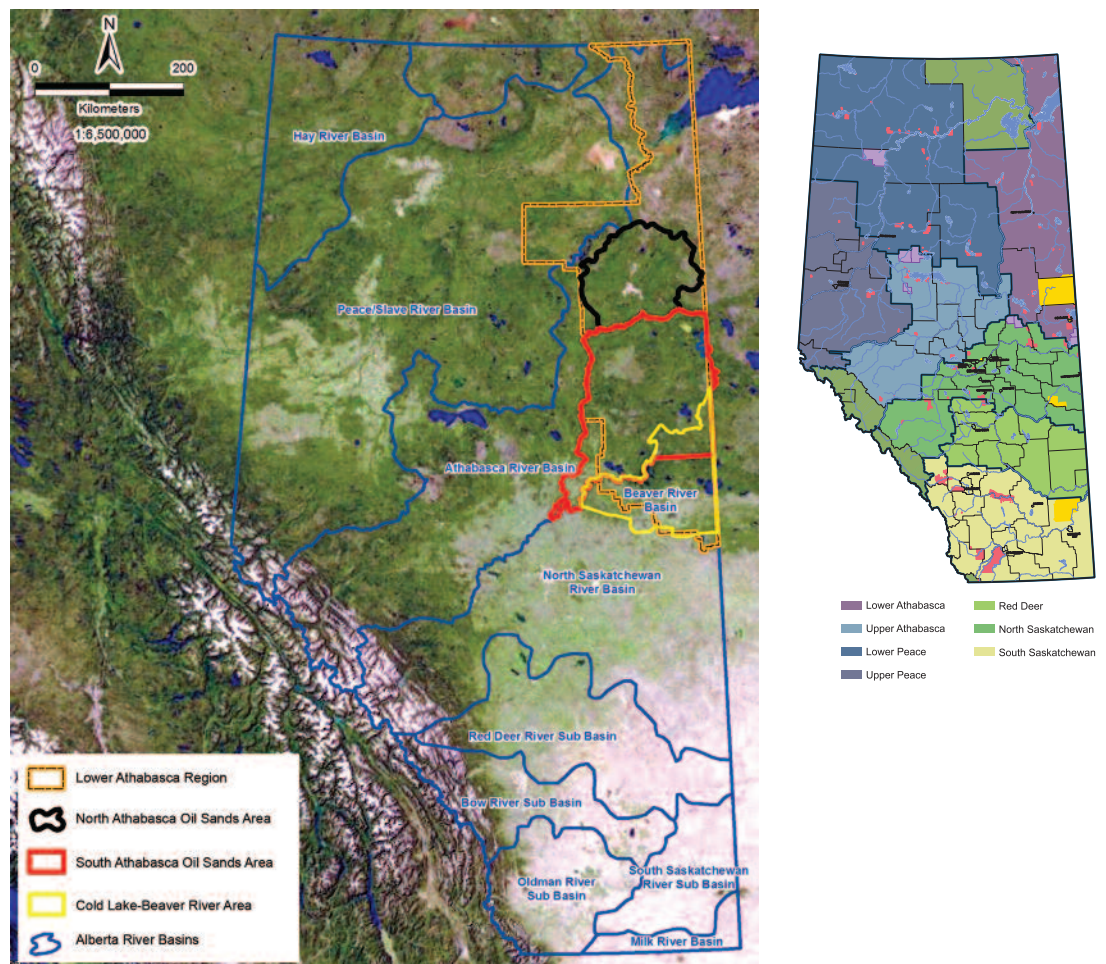 N
0
200
Kilometers
1:6,500,000
Hay River Basin
Peace/Slave River Basin
Athabasca River Basin
Beaver River
Basin
North Saskatchewan
River Basin
Red Deer River Sub Basin
Bow River Sub Basin
Oldman River
Sub Basin
South Saskatchewan
River Sub Basin
Milk River Basin
Lower Athabasca Region
North Athabasca Oil Sands Area
South Athabasca Oil Sands Area
Cold Lake-Beaver River Area
Alberta River Basins
Lower Athabasca
Upper Athabasca
Lower Peace
Upper Peace
Red Deer
North Saskatchewan
South Saskatchewan